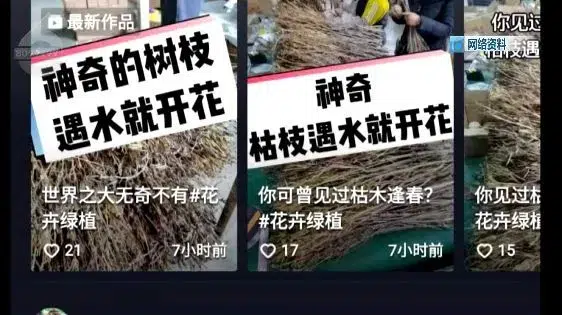 最新作品
神奇的树枝
遇水就开花
世界之大无奇不有#花
卉绿植
21
7小时前
网络资料
神奇
枯枝遇水就开花
你可曾见过枯木逢春?
#花卉绿植
17
7小时前
你见过
枯枝遇
你见过
花卉绿植
15